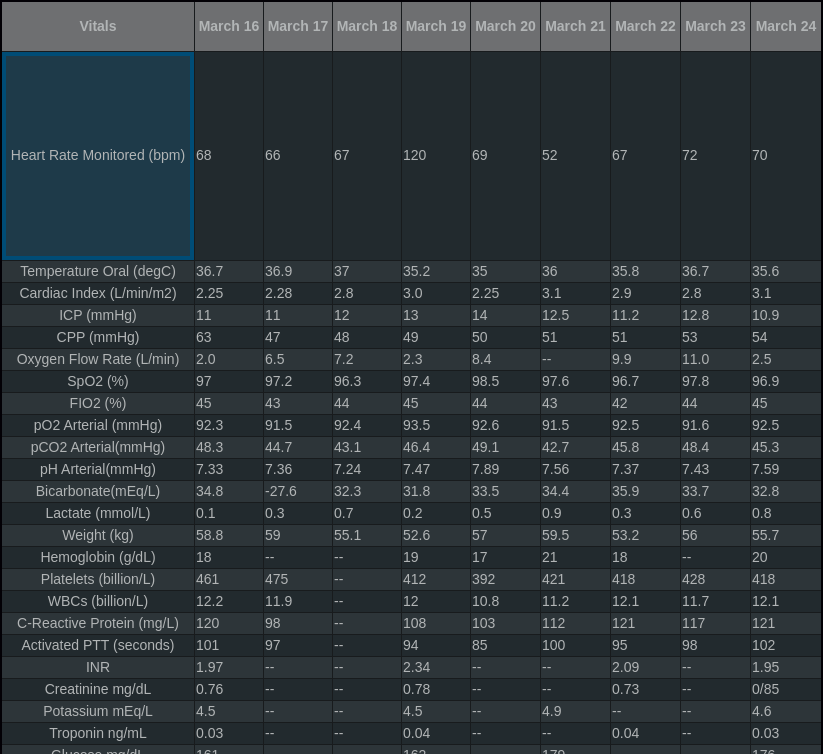 Vitals March 16 March 17 March 18 March 19 March 20 March 21 March 22 March 23 March 24
Heart Rate Monitored (bpm) 68 66 67 120 69 52 67 72 70
Temperature Oral (degC) 36.7 36.9 37 35.2 35 36 35.8 36.7 35.6
Cardiac Index (L/min/m2) 2.25 2.28 2.8 3.0 2.25 3.1 2.9 2.8 3.1
ICP (mmHg) 11 11 12 13 14 12.5 11.2 12.8 10.9
CPP (mmHg) 63 47 48 49 50 51 51 53 54
Oxygen Flow Rate (L/min) 2.0 6.5 7.2 2.3 8.4 -- 9.9 11.0 2.5
SpO2 (%) 97 97.2 96.3 97.4 98.5 97.6 96.7 97.8 96.9
FIO2 (%) 45 43 44 45 44 43 42 44 45
pO2 Arterial (mmHg) 92.3 91.5 92.4 93.5 92.6 91.5 92.5 91.6 92.5
pCO2 Arterial(mmHg) 48.3 44.7 43.1 46.4 49.1 42.7 45.8 48.4 45.3
pH Arterial(mmHg) 7.33 7.36 7.24 7.47 7.89 7.56 7.37 7.43 7.59
Bicarbonate(mEq/L) 34.8 -27.6 32.3 31.8 33.5 34.4 35.9 33.7 32.8
Lactate (mmol/L) 0.1 0.3 0.7 0.2 0.5 0.9 0.3 0.6 0.8
Weight (kg) 58.8 59 55.1 52.6 57 59.5 53.2 56 55.7
Hemoglobin (g/dL) 18 -- -- 19 17 21 18 -- 20
Platelets (billion/L) 461 475 -- 412 392 421 418 428 418
WBCs (billion/L) 12.2 11.9 -- 12 10.8 11.2 12.1 11.7 12.1
C-Reactive Protein (mg/L) 120 98 -- 108 103 112 121 117 121
Activated PTT (seconds) 101 97 -- 94 85 100 95 98 102
INR 1.97 -- -- 2.34 -- -- 2.09 -- 1.95
Creatinine mg/dL 0.76 -- -- 0.78 -- -- 0.73 -- 0/85
Potassium mEq/L 4.5 -- -- 4.5 -- 4.9 -- -- 4.6
Troponin ng/mL 0.03 -- -- 0.04 -- -- 0.04 -- 0.03